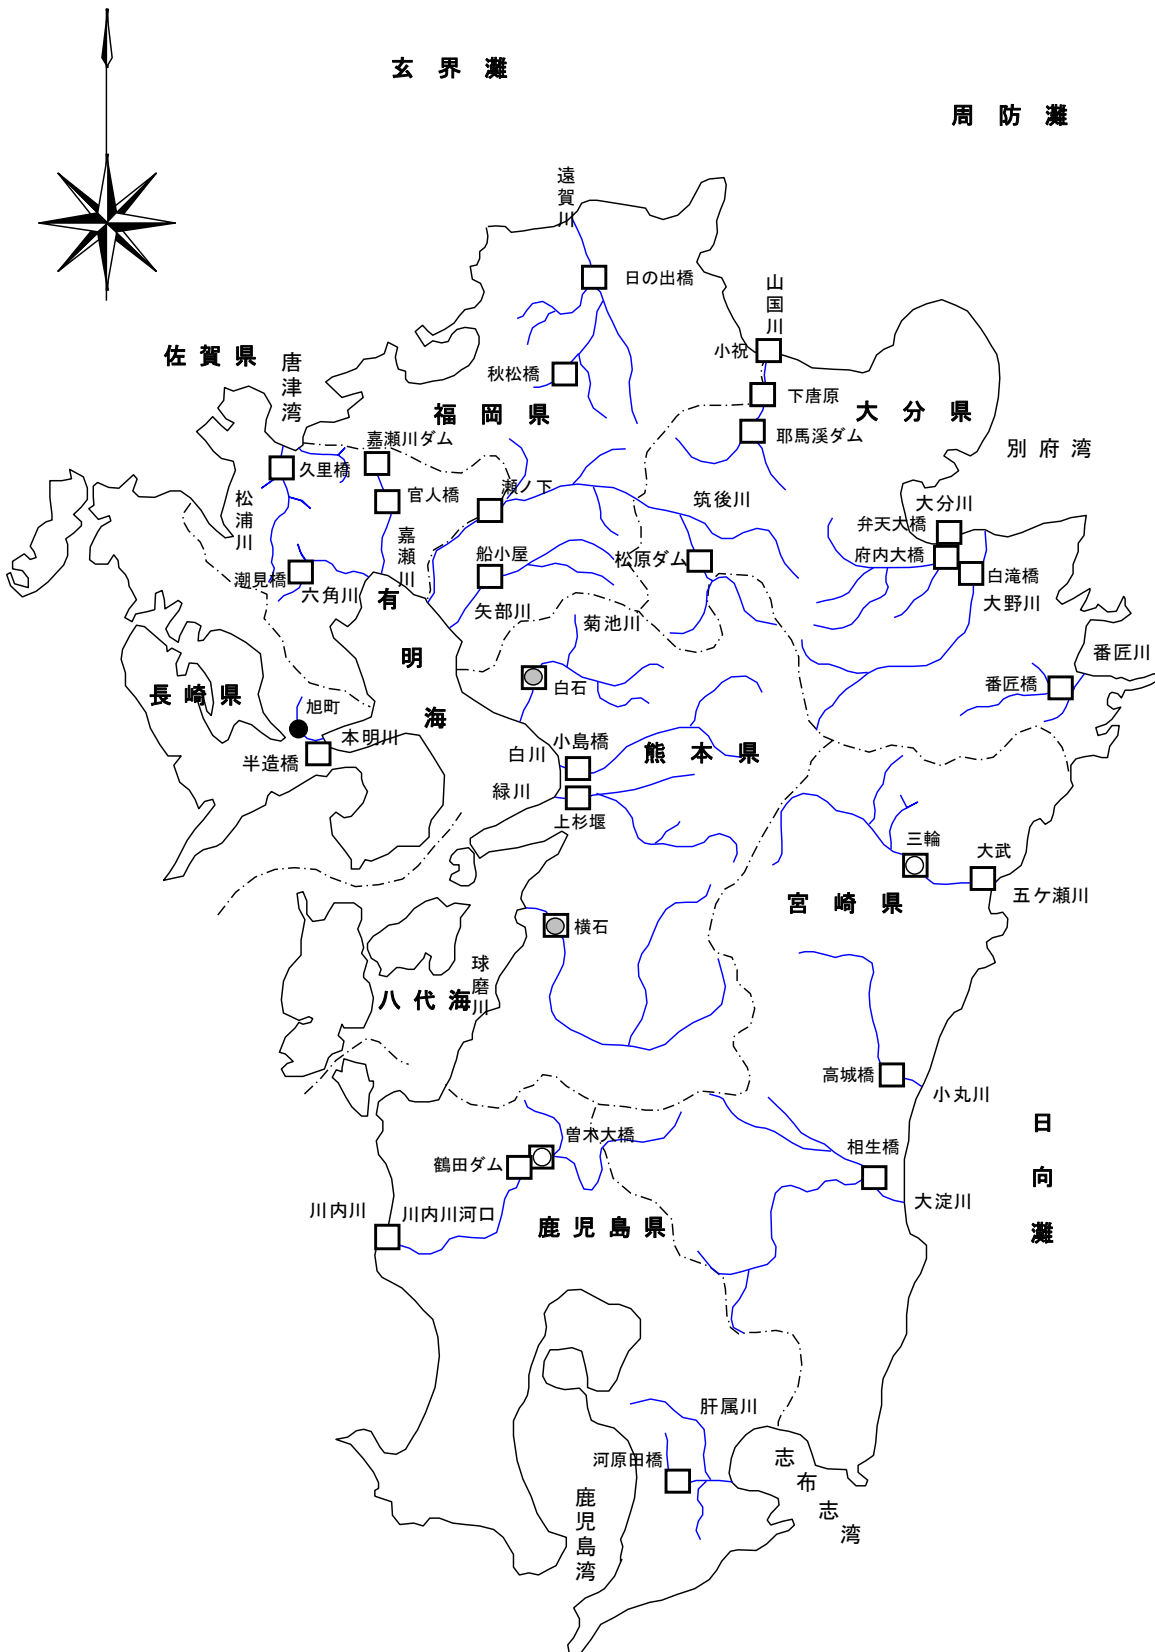 玄界灘
周防灘
遠賀川
日の出橋
山国川
小祝
佐賀県
唐津湾
秋松橋
下唐原
福岡県
大分県
嘉瀬川ダム
耶馬溪ダム
別府湾
久里橋
官人橋
瀬ノ下
筑後川
松浦川
大分川
弁天大橋
嘉瀬川
船小屋
松原ダム
府内大橋
潮見橋
六角川
白滝橋
有明海
矢部川
菊池川
大野川
番匠川
長崎県
白石
番匠橋
旭町
本明川
半造橋
白川
小島橋
熊本県
緑川
上杉堰
三輪
大武
宮崎県
五ケ瀬川
横石
球磨川
八代海
高城橋
小丸川
日向灘
曽木大橋
相生橋
鶴田ダム
川内川
川内川河口
大淀川
鹿児島県
肝属川
河原田橋
志布志湾
鹿児島湾